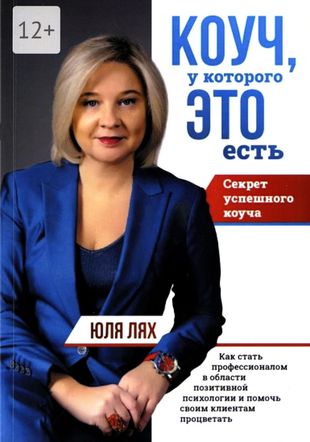 12+
КОУЧ,
у которого
ЭТО
есть
Секрет
успешного
коуча
ЮЛЯ ЛЯХ
Как стать
профессионалом
в области
позитивной
психологии и помочь
своим клиентам
процветать